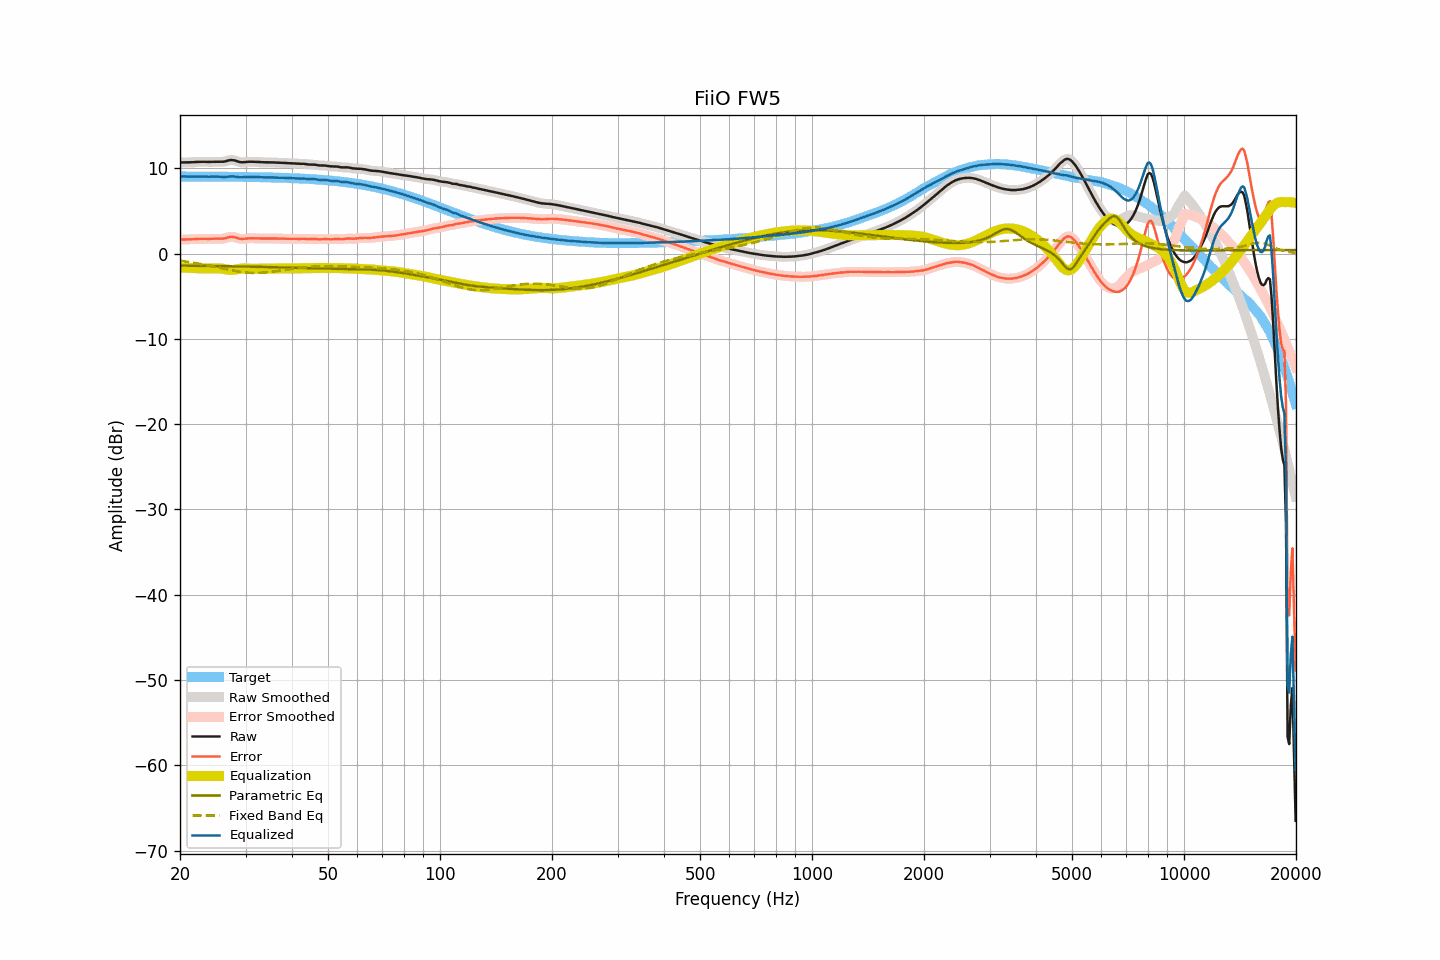 FiiO FW5
Amplitude (dBr)
10
0
−10
−20
−30
−40
−50
−60
−70
Target
Raw Smoothed
Error Smoothed
Raw
Error
Equalization
Parametric Eq
Fixed Band Eq
Equalized
20 50 100 200 500 1000 2000 5000 10000 20000
Frequency (Hz)